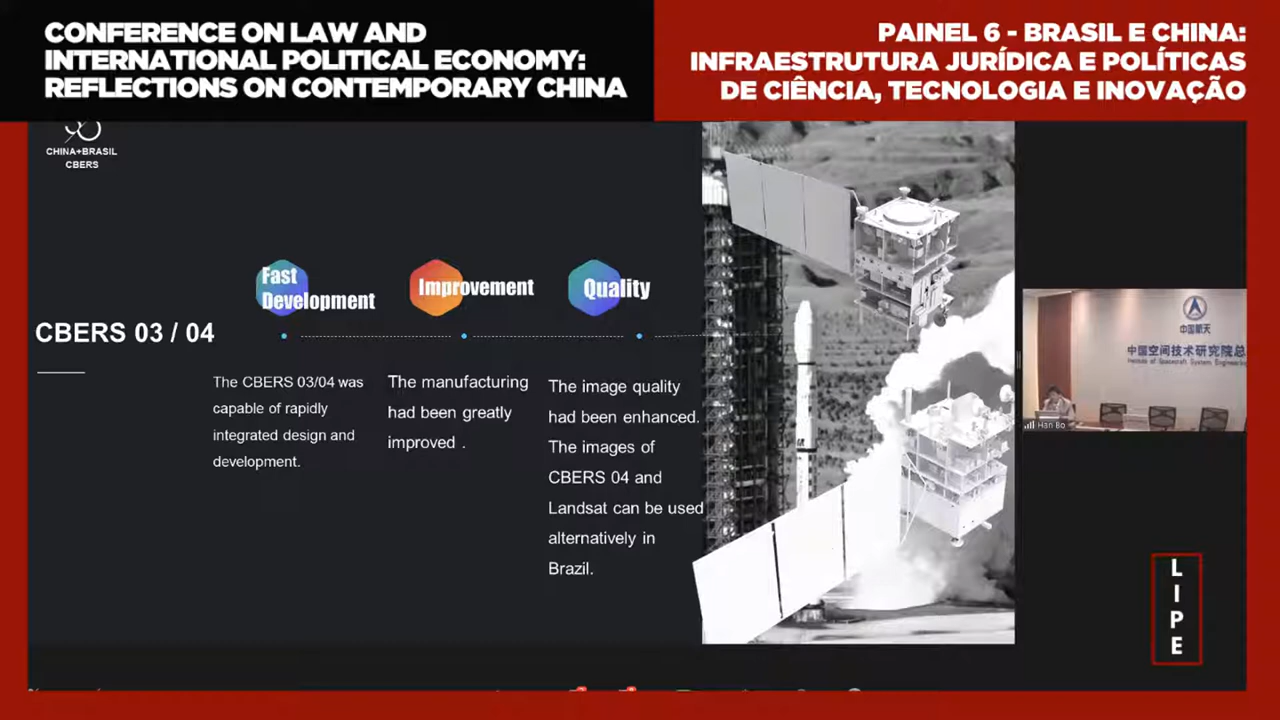 CONFERENCE ON LAW AND
INTERNATIONAL POLITICAL ECONOMY:
REFLECTIONS ON CONTEMPORARY CHINA
PAINEL 6 - BRASIL E CHINA:
INFRAESTRUTURA JURÍDICA E POLÍTICAS
DE CIÊNCIA, TECNOLOGIA E INOVAÇÃO
CHINA+BRASIL
CBERS
CBERS 03 / 04
Fast
Development
The CBERS 03/04 was
capable of rapidly
integrated design and
development.
Improvement
The manufacturing
had been greatly
improved .
Quality
The image quality
had been enhanced.
The images of
CBERS 04 and
Landsat can be used
alternatively in
Brazil.
中国航天
中国空间技术研究院总
Institute of Spacecraft System Engineering
Han Bo
L
I
P
E